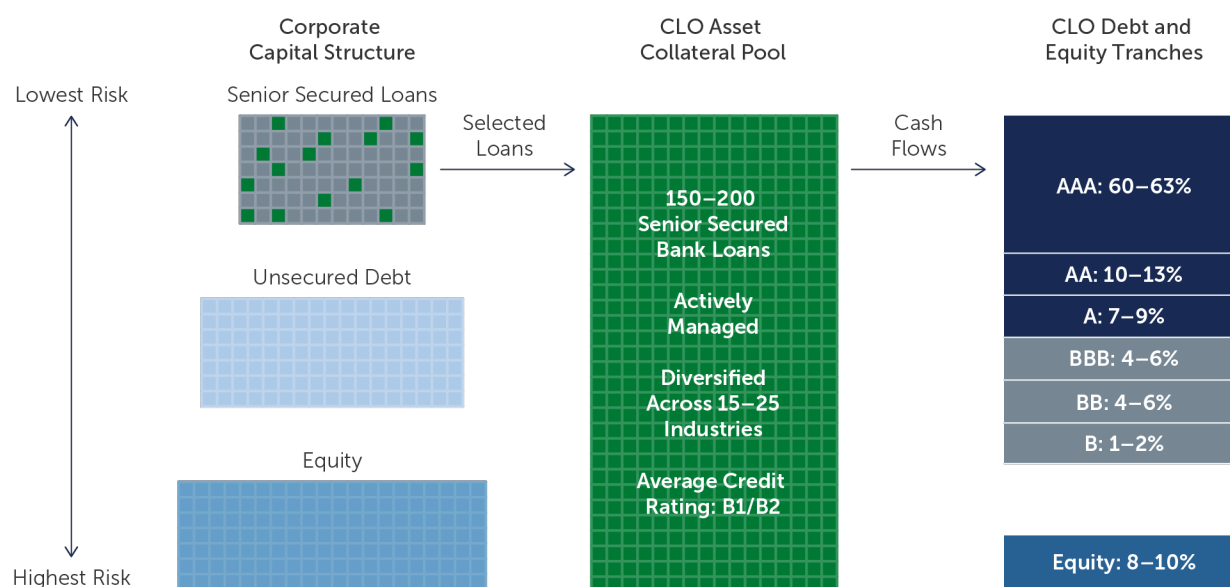 Corporate
Capital Structure
CLO Asset
Collateral Pool
CLO Debt and
Equity Tranches
Lowest Risk
Highest Risk
Senior Secured Loans
Unsecured Debt
Equity
Selected
Loans
150–200
Senior Secured
Bank Loans
Actively
Managed
Diversified
Across 15–25
Industries
Average Credit
Rating: B1/B2
Cash
Flows
AAA: 60–63%
AA: 10–13%
A: 7–9%
BBB: 4–6%
BB: 4–6%
B: 1–2%
Equity: 8–10%